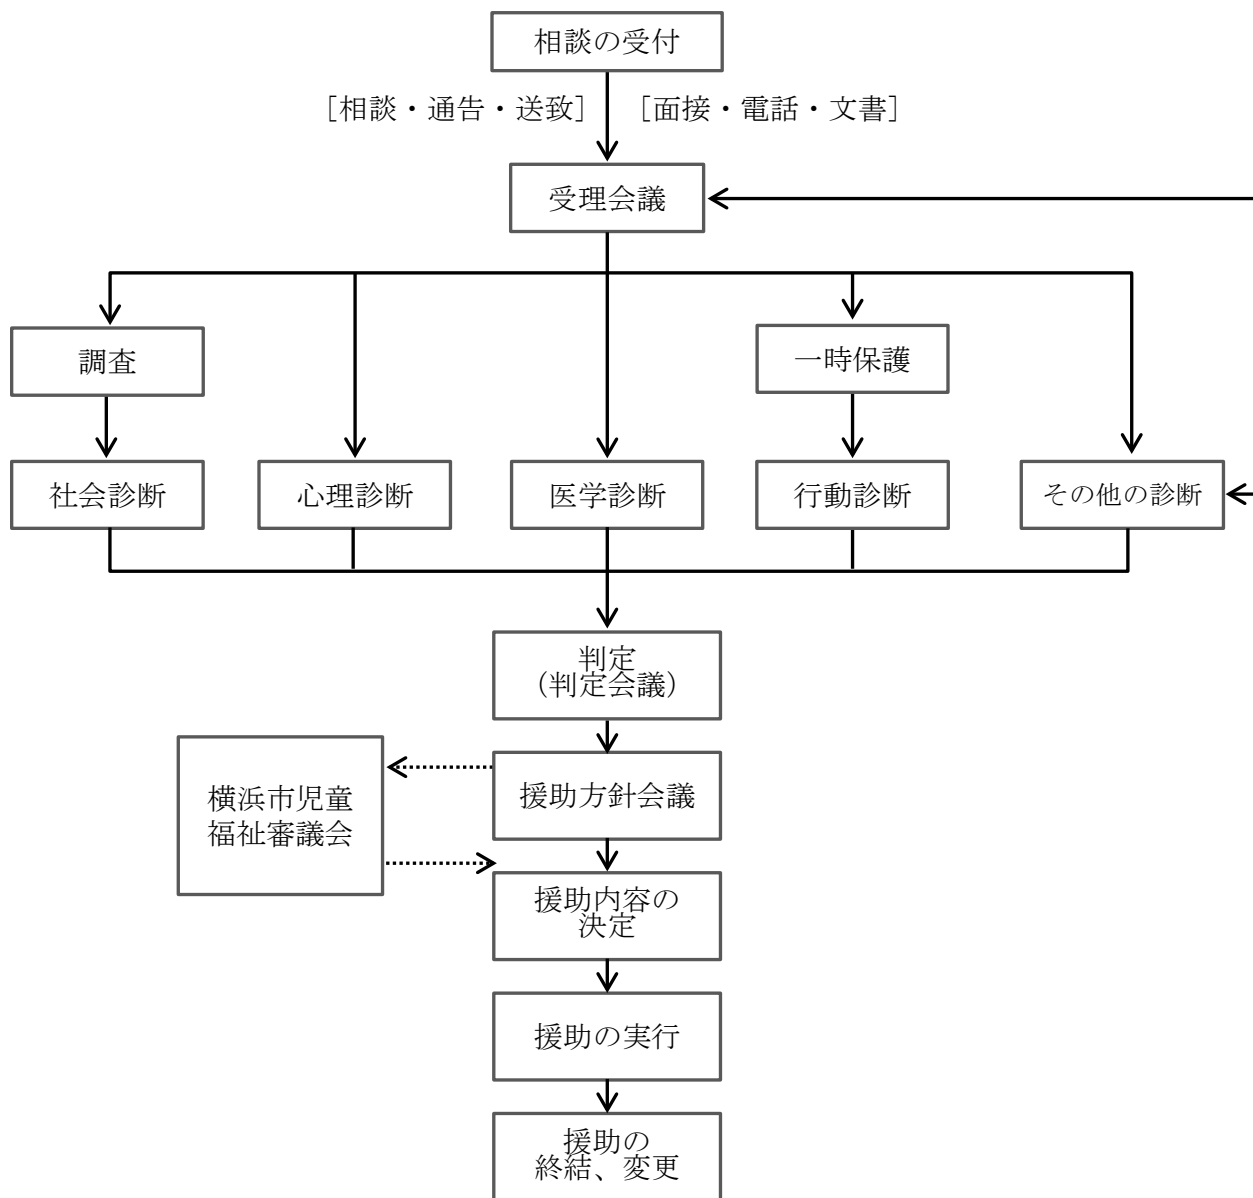 相談の受付
［相談・通告・送致］
［面接・電話・文書］
受理会議
調査
一時保護
社会診断
心理診断
医学診断
行動診断
その他の診断
判定
（判定会議）
横浜市児童
福祉審議会
援助方針会議
援助内容の
決定
援助の実行
援助の
終結、変更